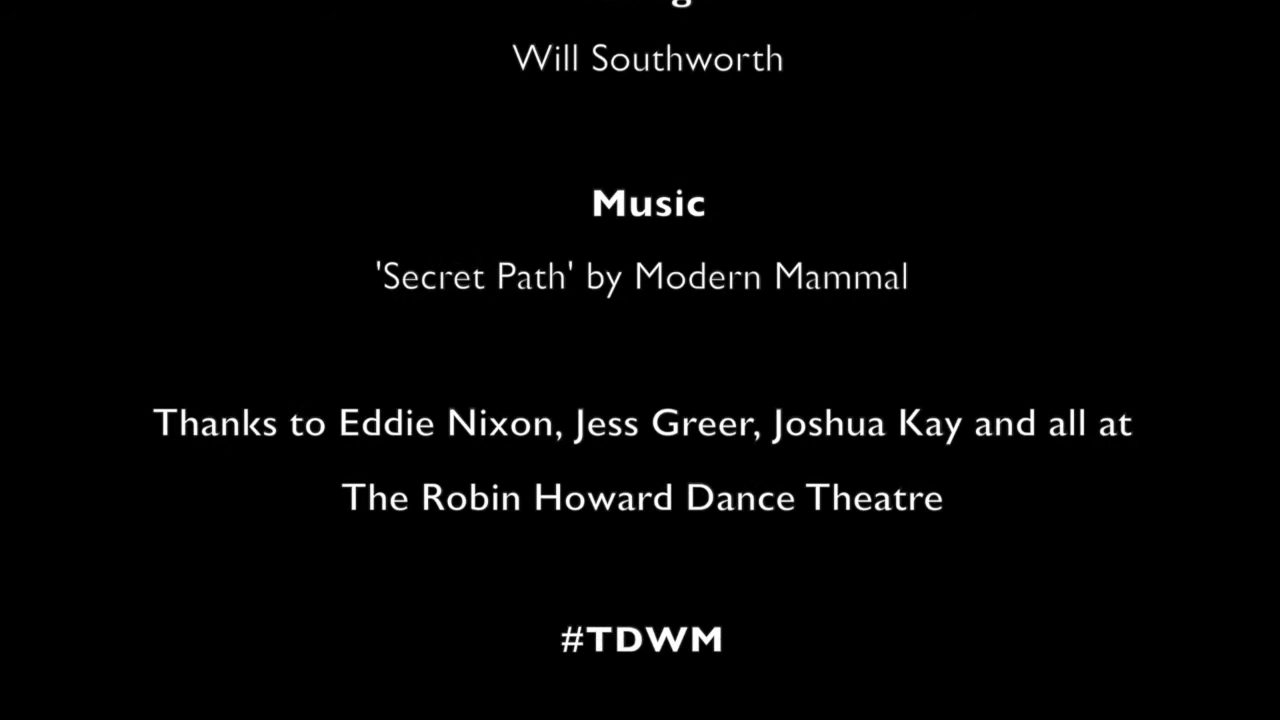 Will Southworth
Music
'Secret Path' by Modern Mammal
Thanks to Eddie Nixon, Jess Greer, Joshua Kay and all at
The Robin Howard Dance Theatre
#TDWM